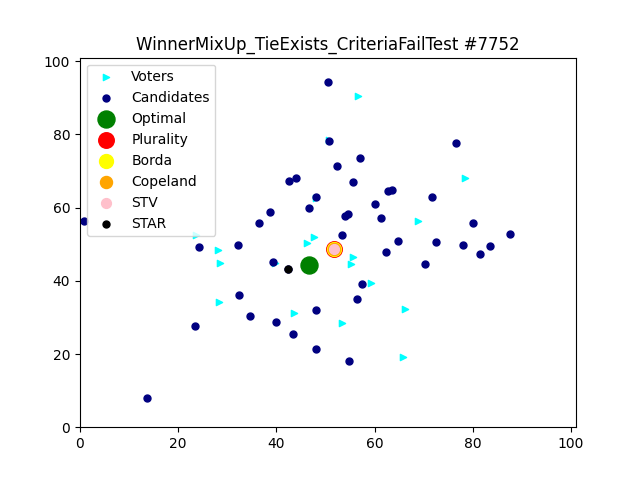 WinnerMixUp_TieExists_CriteriaFailTest #7752
100
80
60
40
20
0
Voters
Candidates
Optimal
Plurality
Borda
Copeland
STV
STAR
0 20 40 60 80 100